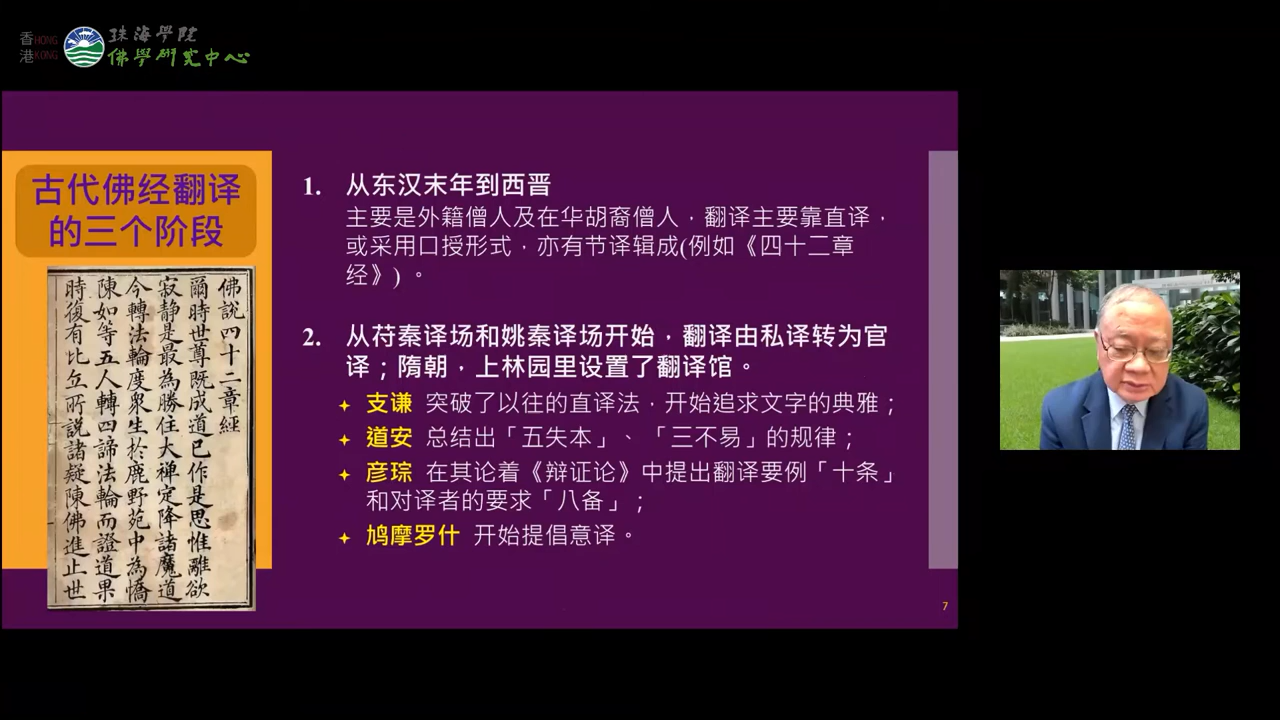 香 HONG
港 KONG
珠海學院
佛學研究中心
古代佛经翻译
的三个阶段
佛說四十二章經
爾時世尊既成道已作是思惟離欲
寂静是最為勝住大禅定降諸魔道
今轉法輪度衆生於鹿野苑中為憍
陳如等五人轉四諦法輪而證道果
時後有比丘所説諸疑陳佛進止世
1. 从东汉末年到西晋
主要是外籍僧人及在华胡裔僧人，翻译主要靠直译，
或采用口授形式，亦有节译辑成(例如《四十二章
经》) 。
2. 从苻秦译场和姚秦译场开始，翻译由私译转为官
译；隋朝，上林园里设置了翻译馆。
支谦 突破了以往的直译法，开始追求文字的典雅；
道安 总结出「五失本」、「三不易」的规律；
彦琮 在其论着《辩证论》中提出翻译要例「十条」
和对译者的要求「八备」；
鸠摩罗什 开始提倡意译。
7